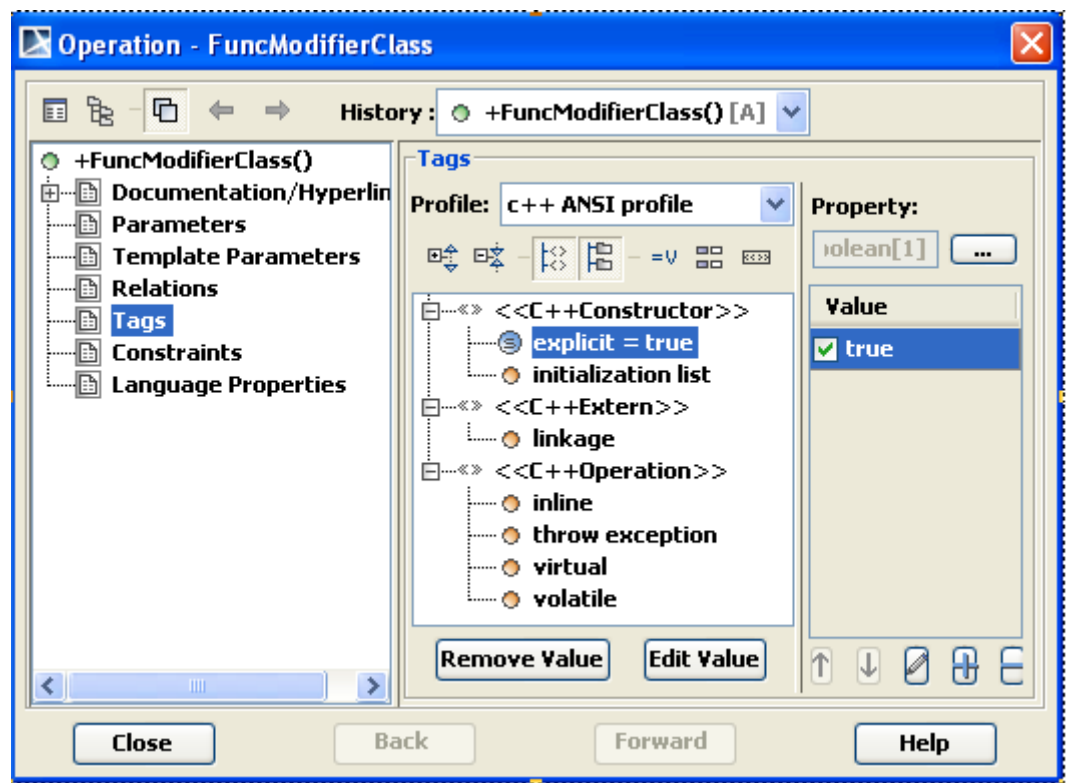 Operation - FuncModifierClass
History : +FuncModifierClass() [A]
+FuncModifierClass()
Documentation/Hyperlin
Parameters
Template Parameters
Relations
Tags
Constraints
Language Properties
Tags
Profile: c++ ANSI profile
=V
<<C++Constructor>>
explicit = true
initialization list
<<C++Extern>>
linkage
<<C++Operation>>
inline
throw exception
virtual
volatile
Remove Value Edit Value
Property:
olean[1] ...
Value
true
Close Back Forward Help